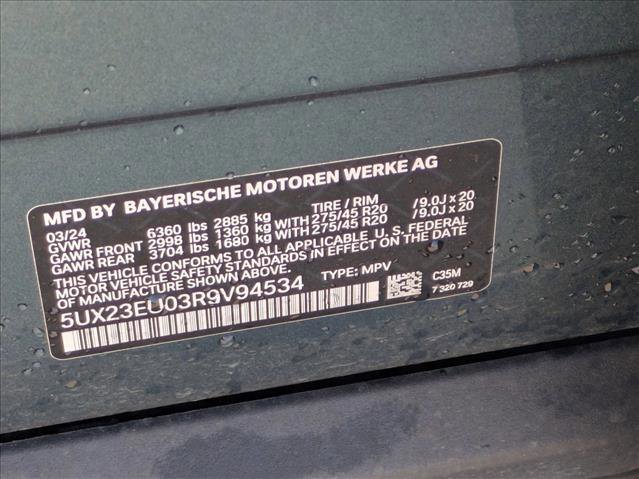 MFD BY BAYERISCHE MOTOREN WERKE AG
03/24 TIRE / RIM
GVWR 6360 lbs 2885 kg
GAWR FRONT 2998 lbs 1360 kg WITH 275/45 R20 / 9.0J x 20
GAWR REAR 3704 lbs 1680 kg WITH 275/45 R20 / 9.0J x 20
THIS VEHICLE CONFORMS TO ALL APPLICABLE U. S. FEDERAL
MOTOR VEHICLE SAFETY STANDARDS IN EFFECT ON THE DATE
OF MANUFACTURE SHOWN ABOVE.
TYPE: MPV
5UX23EU03R9V94534
C35M
7 320 729